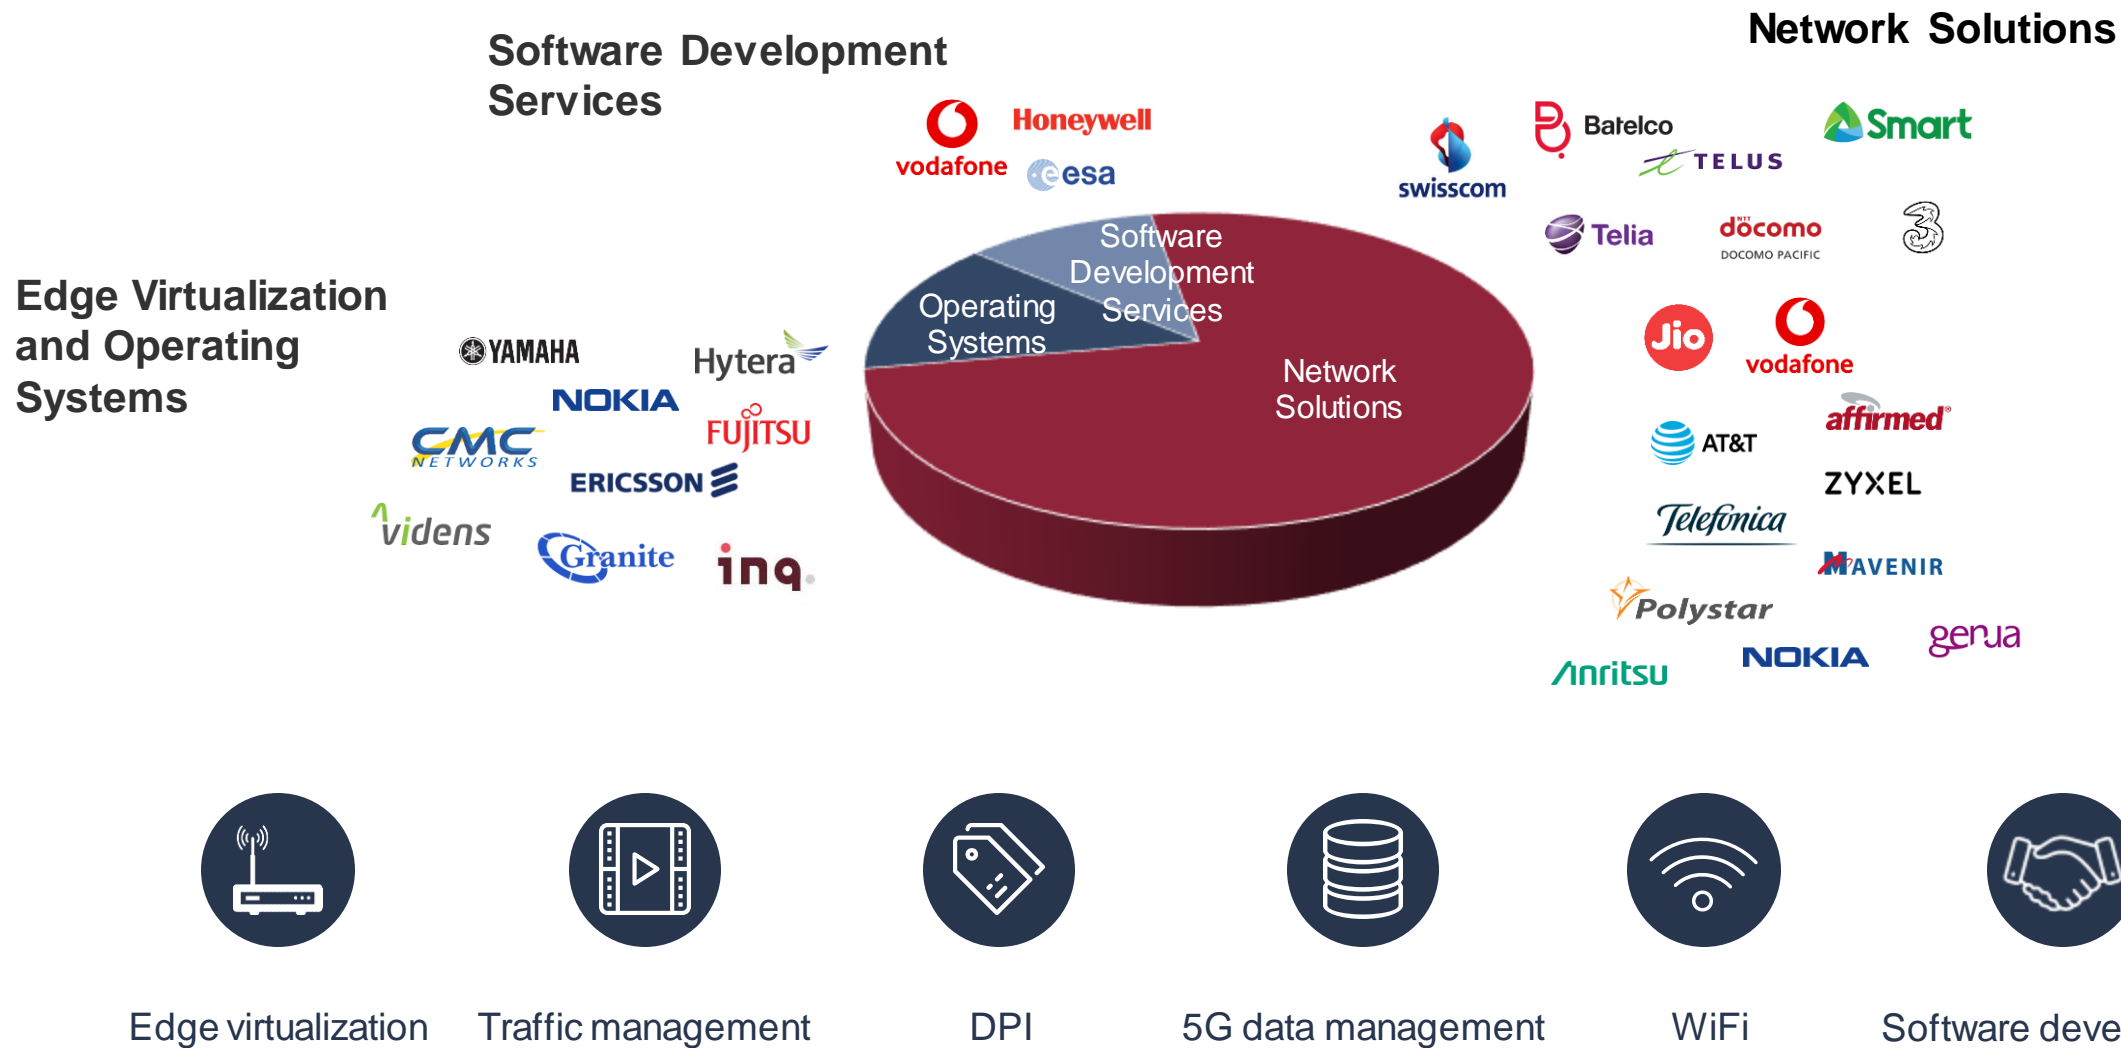 Network Solutions
Software Development
Services
vodafone
Honeywell
esa
swisscom
Batelco
TELUS
Smart
Telia
NTT
döcomo
DOCOMO PACIFIC
3
Software
Development
Services
Operating
Systems
Network
Solutions
Edge Virtualization
and Operating
Systems
YAMAHA
Hytera
NOKIA
CMC
NETWORKS
FUJITSU
ERICSSON
videns
Granite
inq.
Jio
vodafone
affirmed®
AT&T
ZYXEL
Telefonica
MAVENIR
Polystar
genua
Anritsu
NOKIA
Edge virtualization
Traffic management
DPI
5G data management
WiFi
Software deve